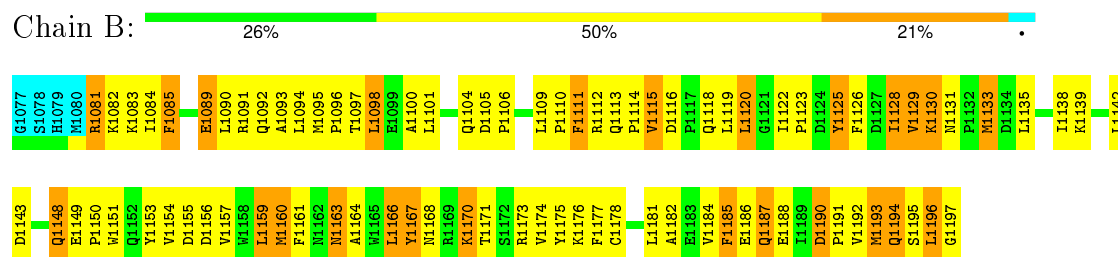 Chain B:
26% 50% 21% •
G1077 S1078 H1079 M1080 R1081 K1082 K1083 I1084 F1085 E1089 L1090 R1091 Q1092 A1093 L1094 M1095 P1096 T1097 L1098 E1099 A1100 L1101 Q1104 D1105 P1106 L1109 P1110 F1111 R1112 Q1113 P1114 V1115 D1116 P1117 Q1118 L1119 L1120 G1121 I1122 P1123 D1124 Y1125 F1126 D1127 I1128 V1129 K1130 N1131 P1132 M1133 D1134 L1135 I1138 K1139
D1143 Q1148 E1149 P1150 W1151 Q1152 Y1153 V1154 D1155 D1156 V1157 W1158 L1159 M1160 F1161 N1162 N1163 A1164 W1165 L1166 Y1167 N1168 R1169 K1170 T1171 S1172 R1173 V1174 Y1175 K1176 F1177 C1178 L1181 A1182 E1183 V1184 F1185 E1186 Q1187 E1188 I1189 D1190 P1191 V1192 M1193 Q1194 S1195 L1196 G1197